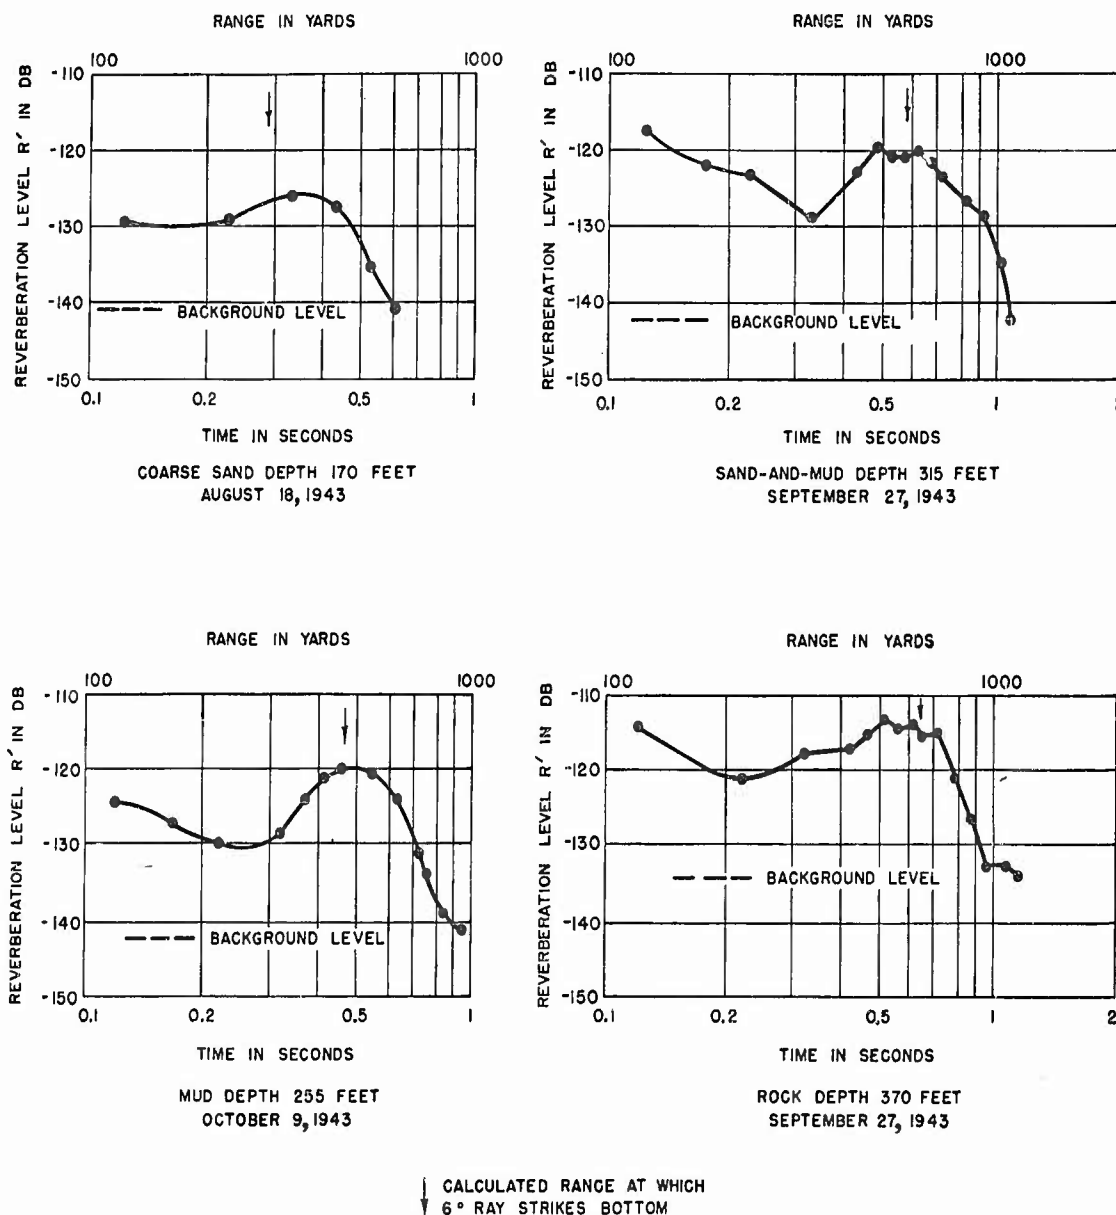 RANGE IN YARDS
100 1000
REVERBERATION LEVEL R' IN DB
-110
-120
-130
-140
-150
BACKGROUND LEVEL
0.1 0.2 0.5 1
TIME IN SECONDS
COARSE SAND DEPTH 170 FEET
AUGUST 18, 1943
RANGE IN YARDS
100 1000
REVERBERATION LEVEL R' IN DB
-110
-120
-130
-140
-150
BACKGROUND LEVEL
0.1 0.2 0.5 1 2
TIME IN SECONDS
SAND-AND-MUD DEPTH 315 FEET
SEPTEMBER 27, 1943
RANGE IN YARDS
100 1000
REVERBERATION LEVEL R' IN DB
-110
-120
-130
-140
-150
BACKGROUND LEVEL
0.1 0.2 0.5 1
TIME IN SECONDS
MUD DEPTH 255 FEET
OCTOBER 9, 1943
RANGE IN YARDS
100 1000
REVERBERATION LEVEL R' IN DB
-110
-120
-130
-140
-150
BACKGROUND LEVEL
0.1 0.2 0.5 1 2
TIME IN SECONDS
ROCK DEPTH 370 FEET
SEPTEMBER 27, 1943
CALCULATED RANGE AT WHICH
6° RAY STRIKES BOTTOM